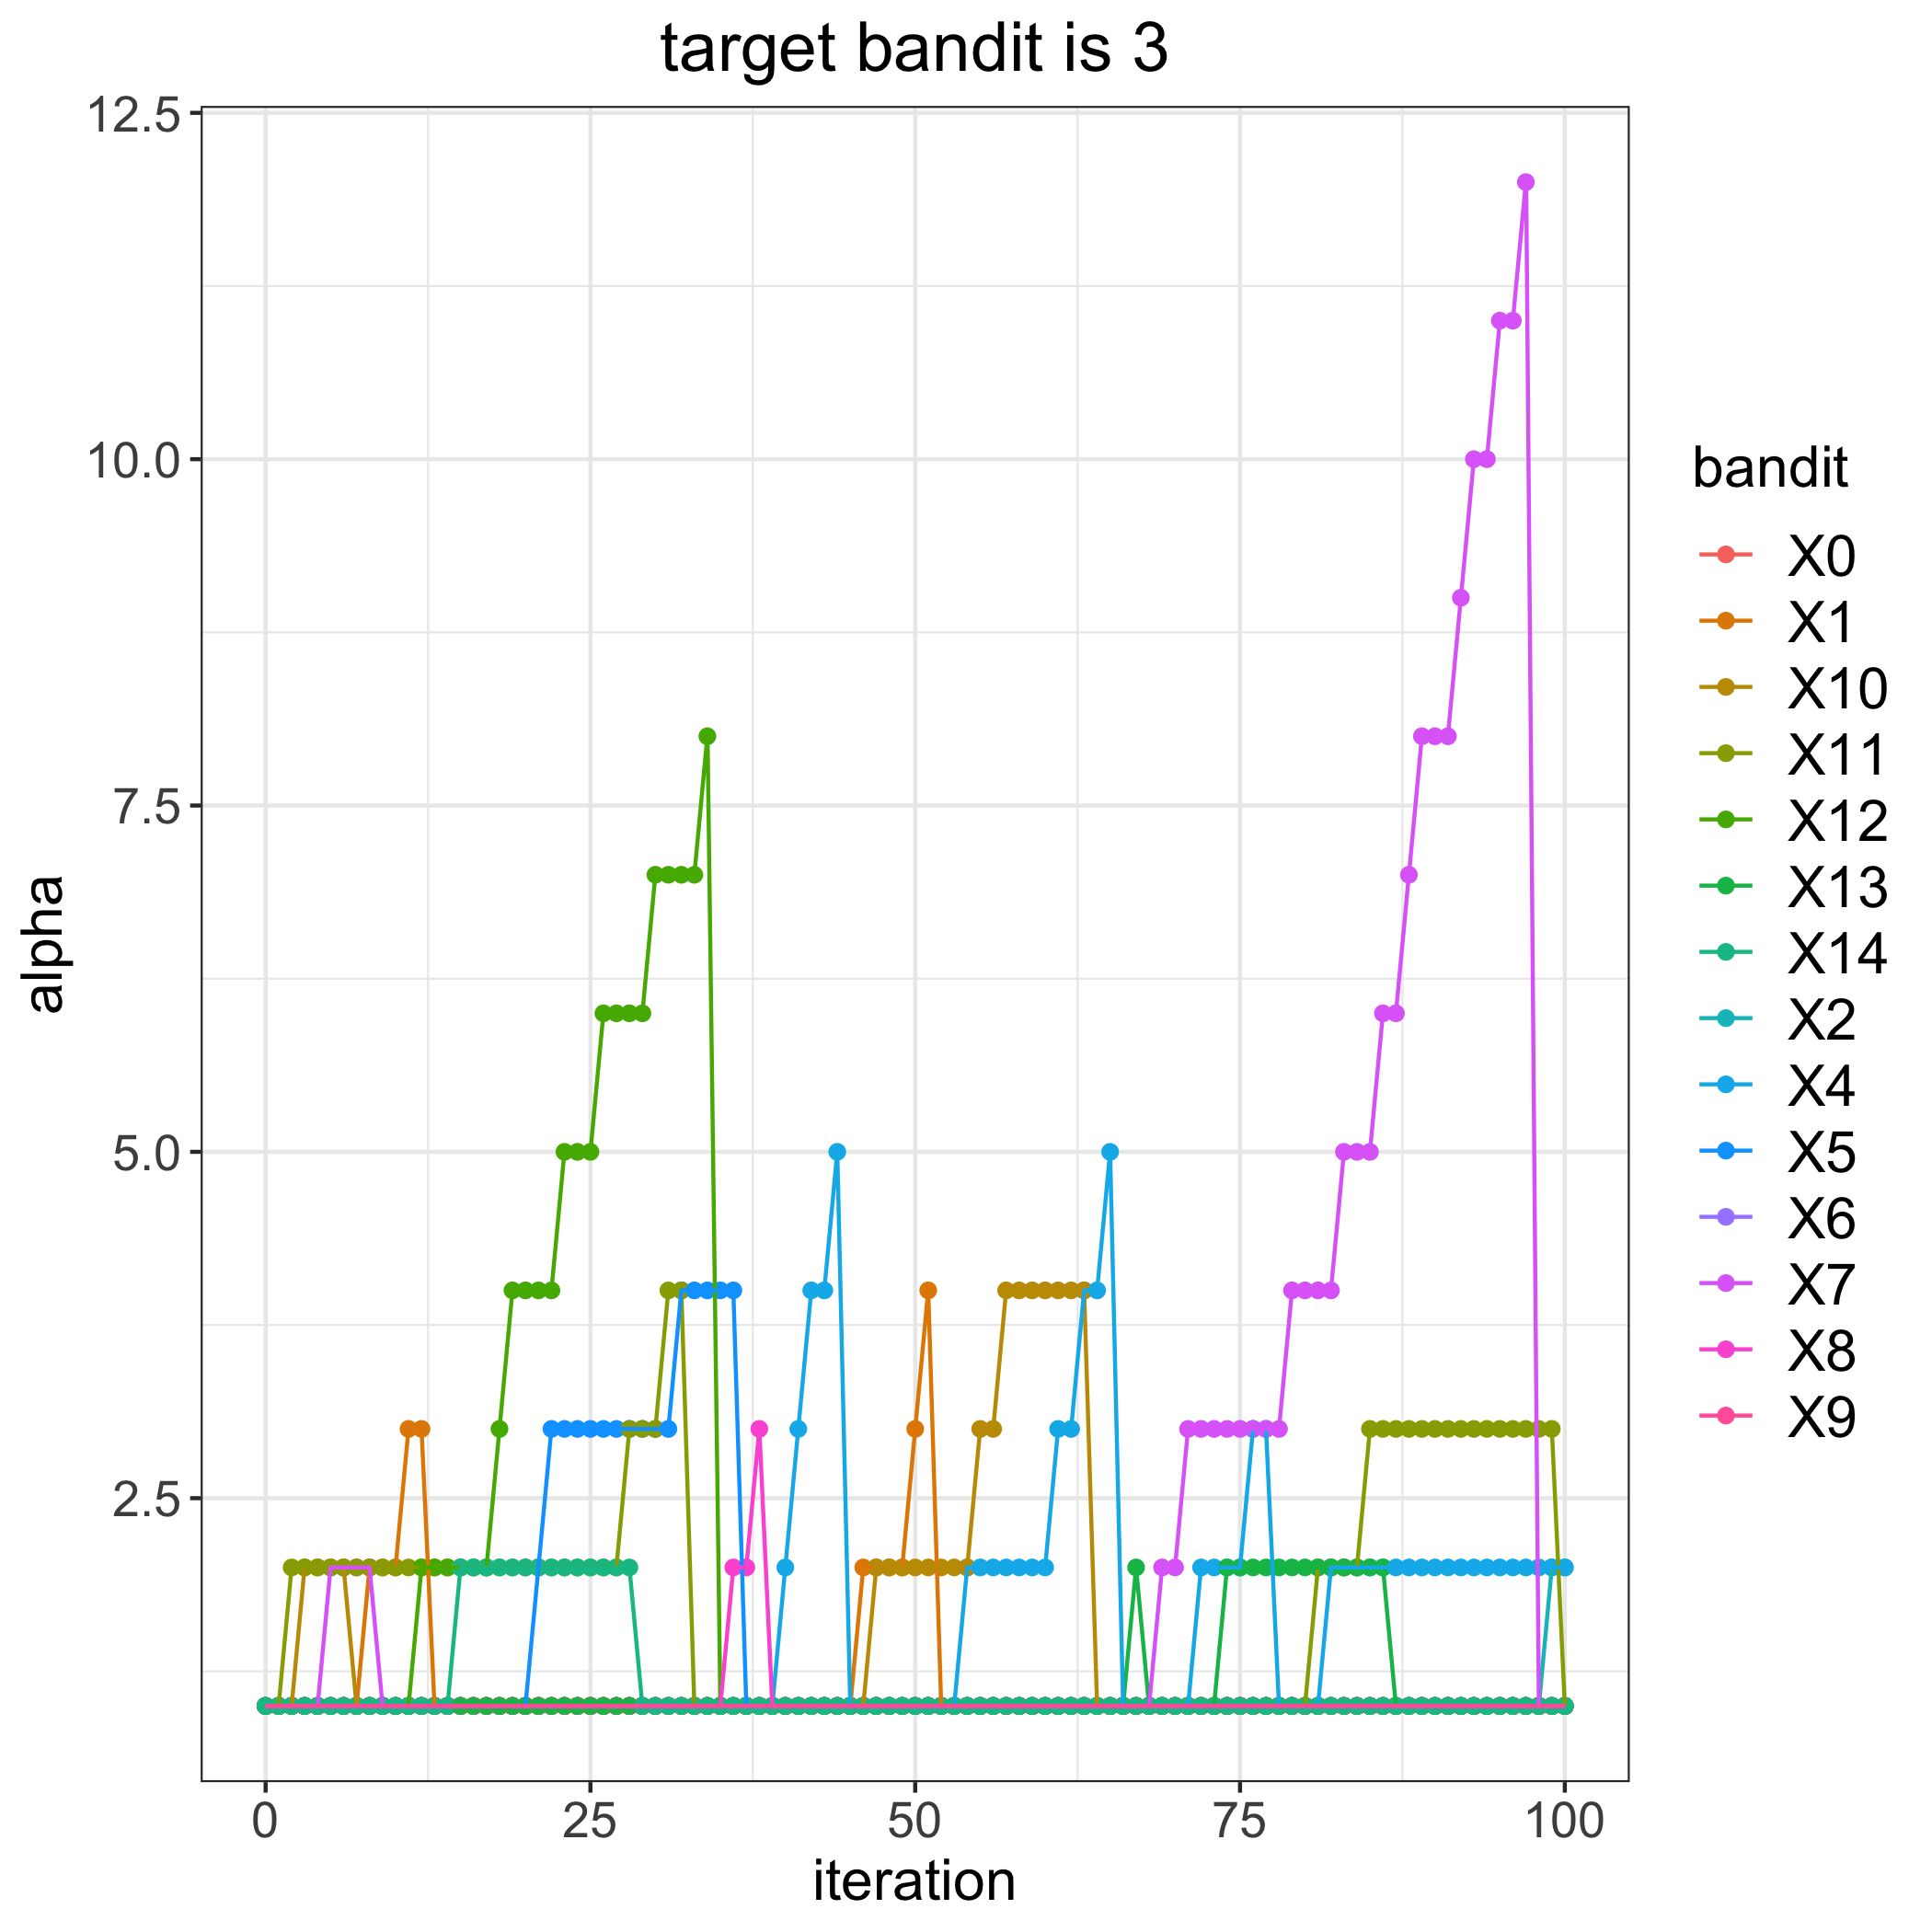 target bandit is 3
12.5
10.0
7.5
5.0
2.5
alpha
0 25 50 75 100
iteration
bandit
X0
X1
X10
X11
X12
X13
X14
X2
X4
X5
X6
X7
X8
X9